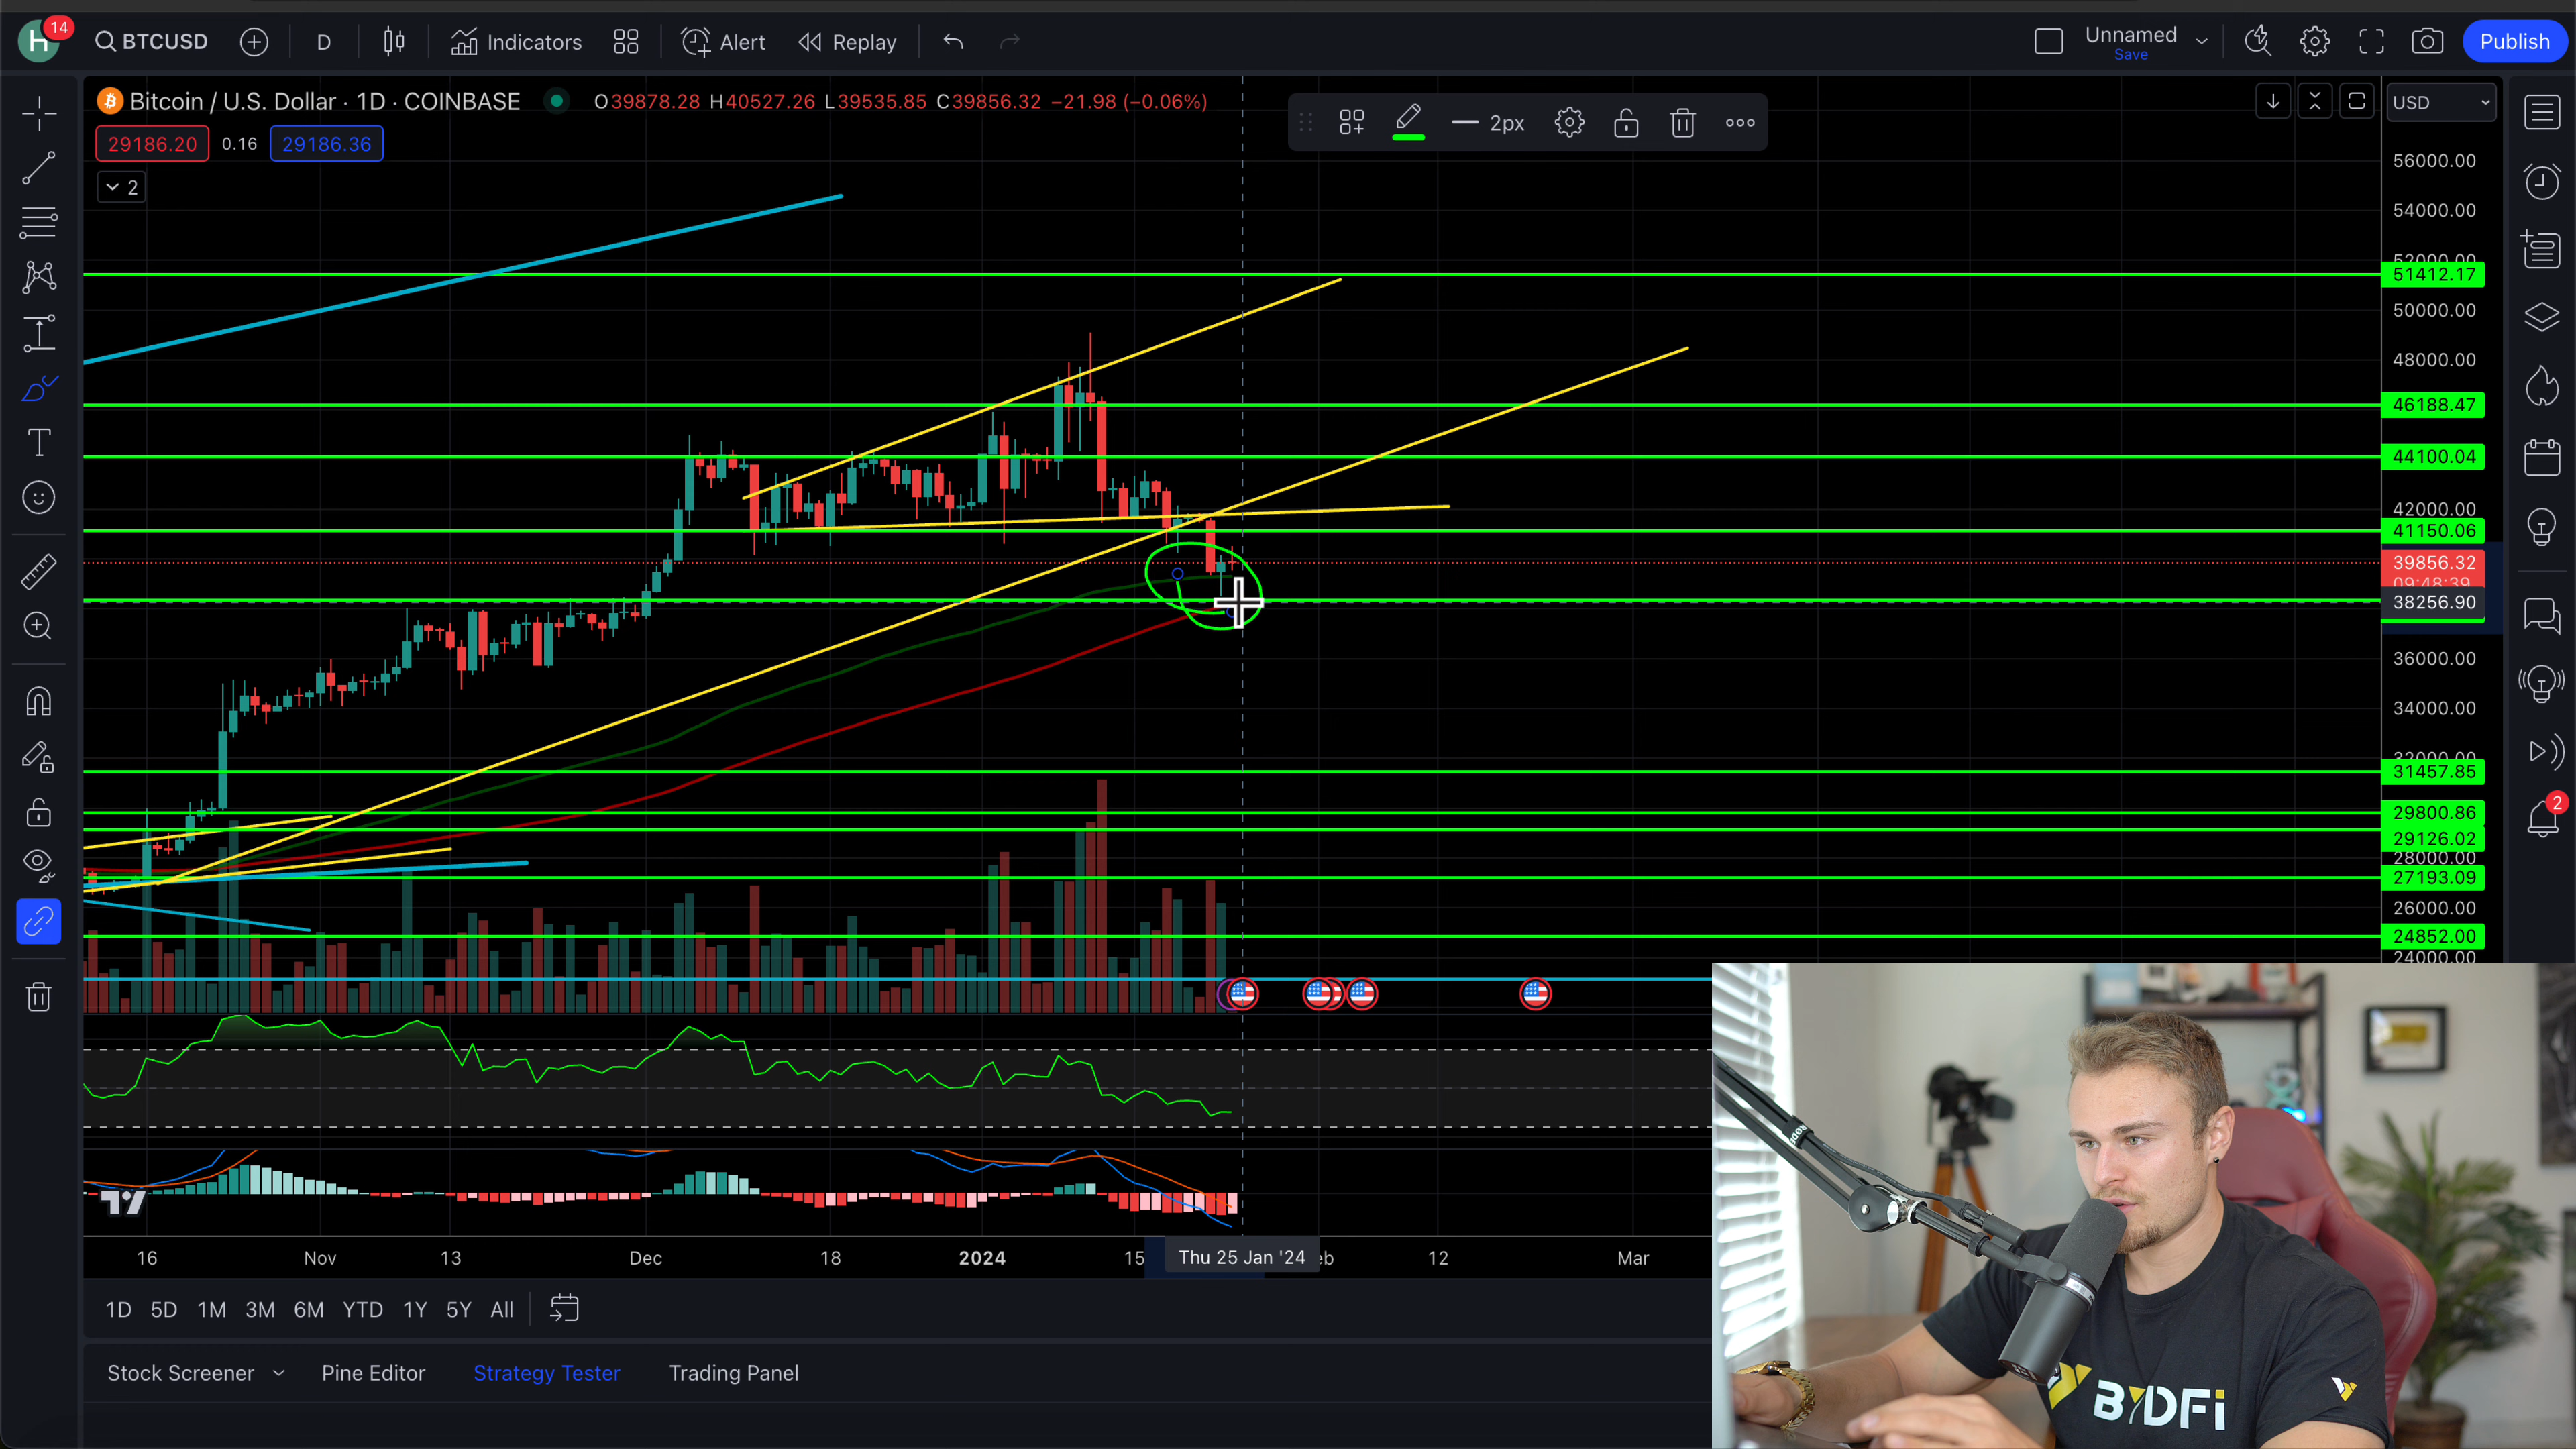 H 14 BTCUSD D Indicators Alert Replay Unnamed Save Publish
Bitcoin / U.S. Dollar · 1D · COINBASE O39878.28 H40527.26 L39535.85 C39856.32 −21.98 (−0.06%)
29186.20 0.16 29186.36
2
2px
USD
56000.00
54000.00
52000.00
51412.17
50000.00
48000.00
46188.47
44100.04
42000.00
41150.06
39856.32
09:48:39
38256.90
36000.00
34000.00
32000.00
31457.85
29800.86
29126.02
28000.00
27193.09
26000.00
24852.00
24000.00
2
16 Nov 13 Dec 18 2024 15 Thu 25 Jan '24 eb 12 Mar
1D 5D 1M 3M 6M YTD 1Y 5Y All
Stock Screener Pine Editor Strategy Tester Trading Panel
RØDE
BYDFi